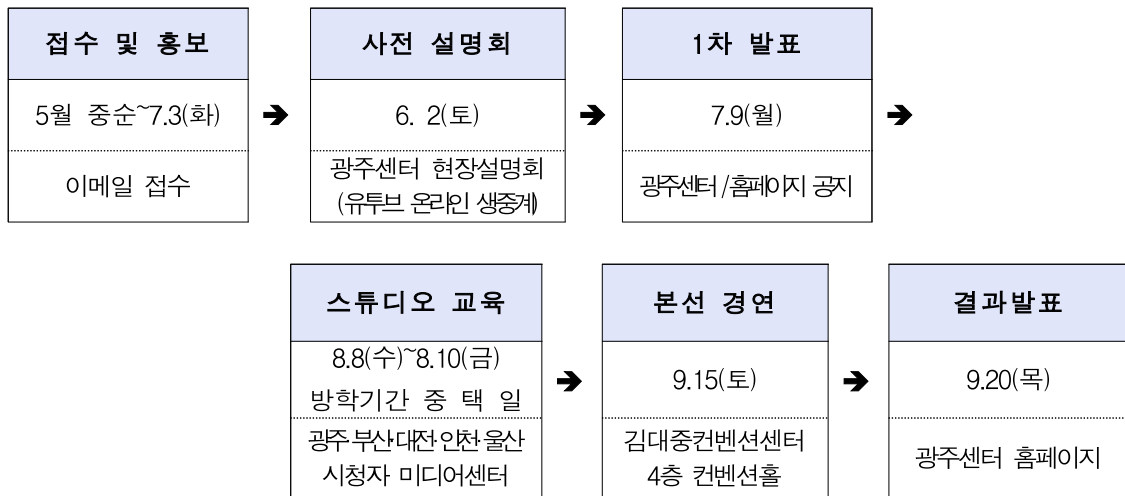 접수 및 홍보
5월 중순~7.3(화)
이메일 접수
사전 설명회
6. 2(토)
광주센터 현장설명회
(유투브 온라인 생중계)
1차 발표
7.9(월)
광주센터/홈페이지 공지
스튜디오 교육
8.8(수)~8.10(금)
방학기간 중 택 일
광주·부산·대전·인천·울산
시청자 미디어센터
본선 경연
9.15(토)
김대중컨벤션센터
4층 컨벤션홀
결과발표
9.20(목)
광주센터 홈페이지